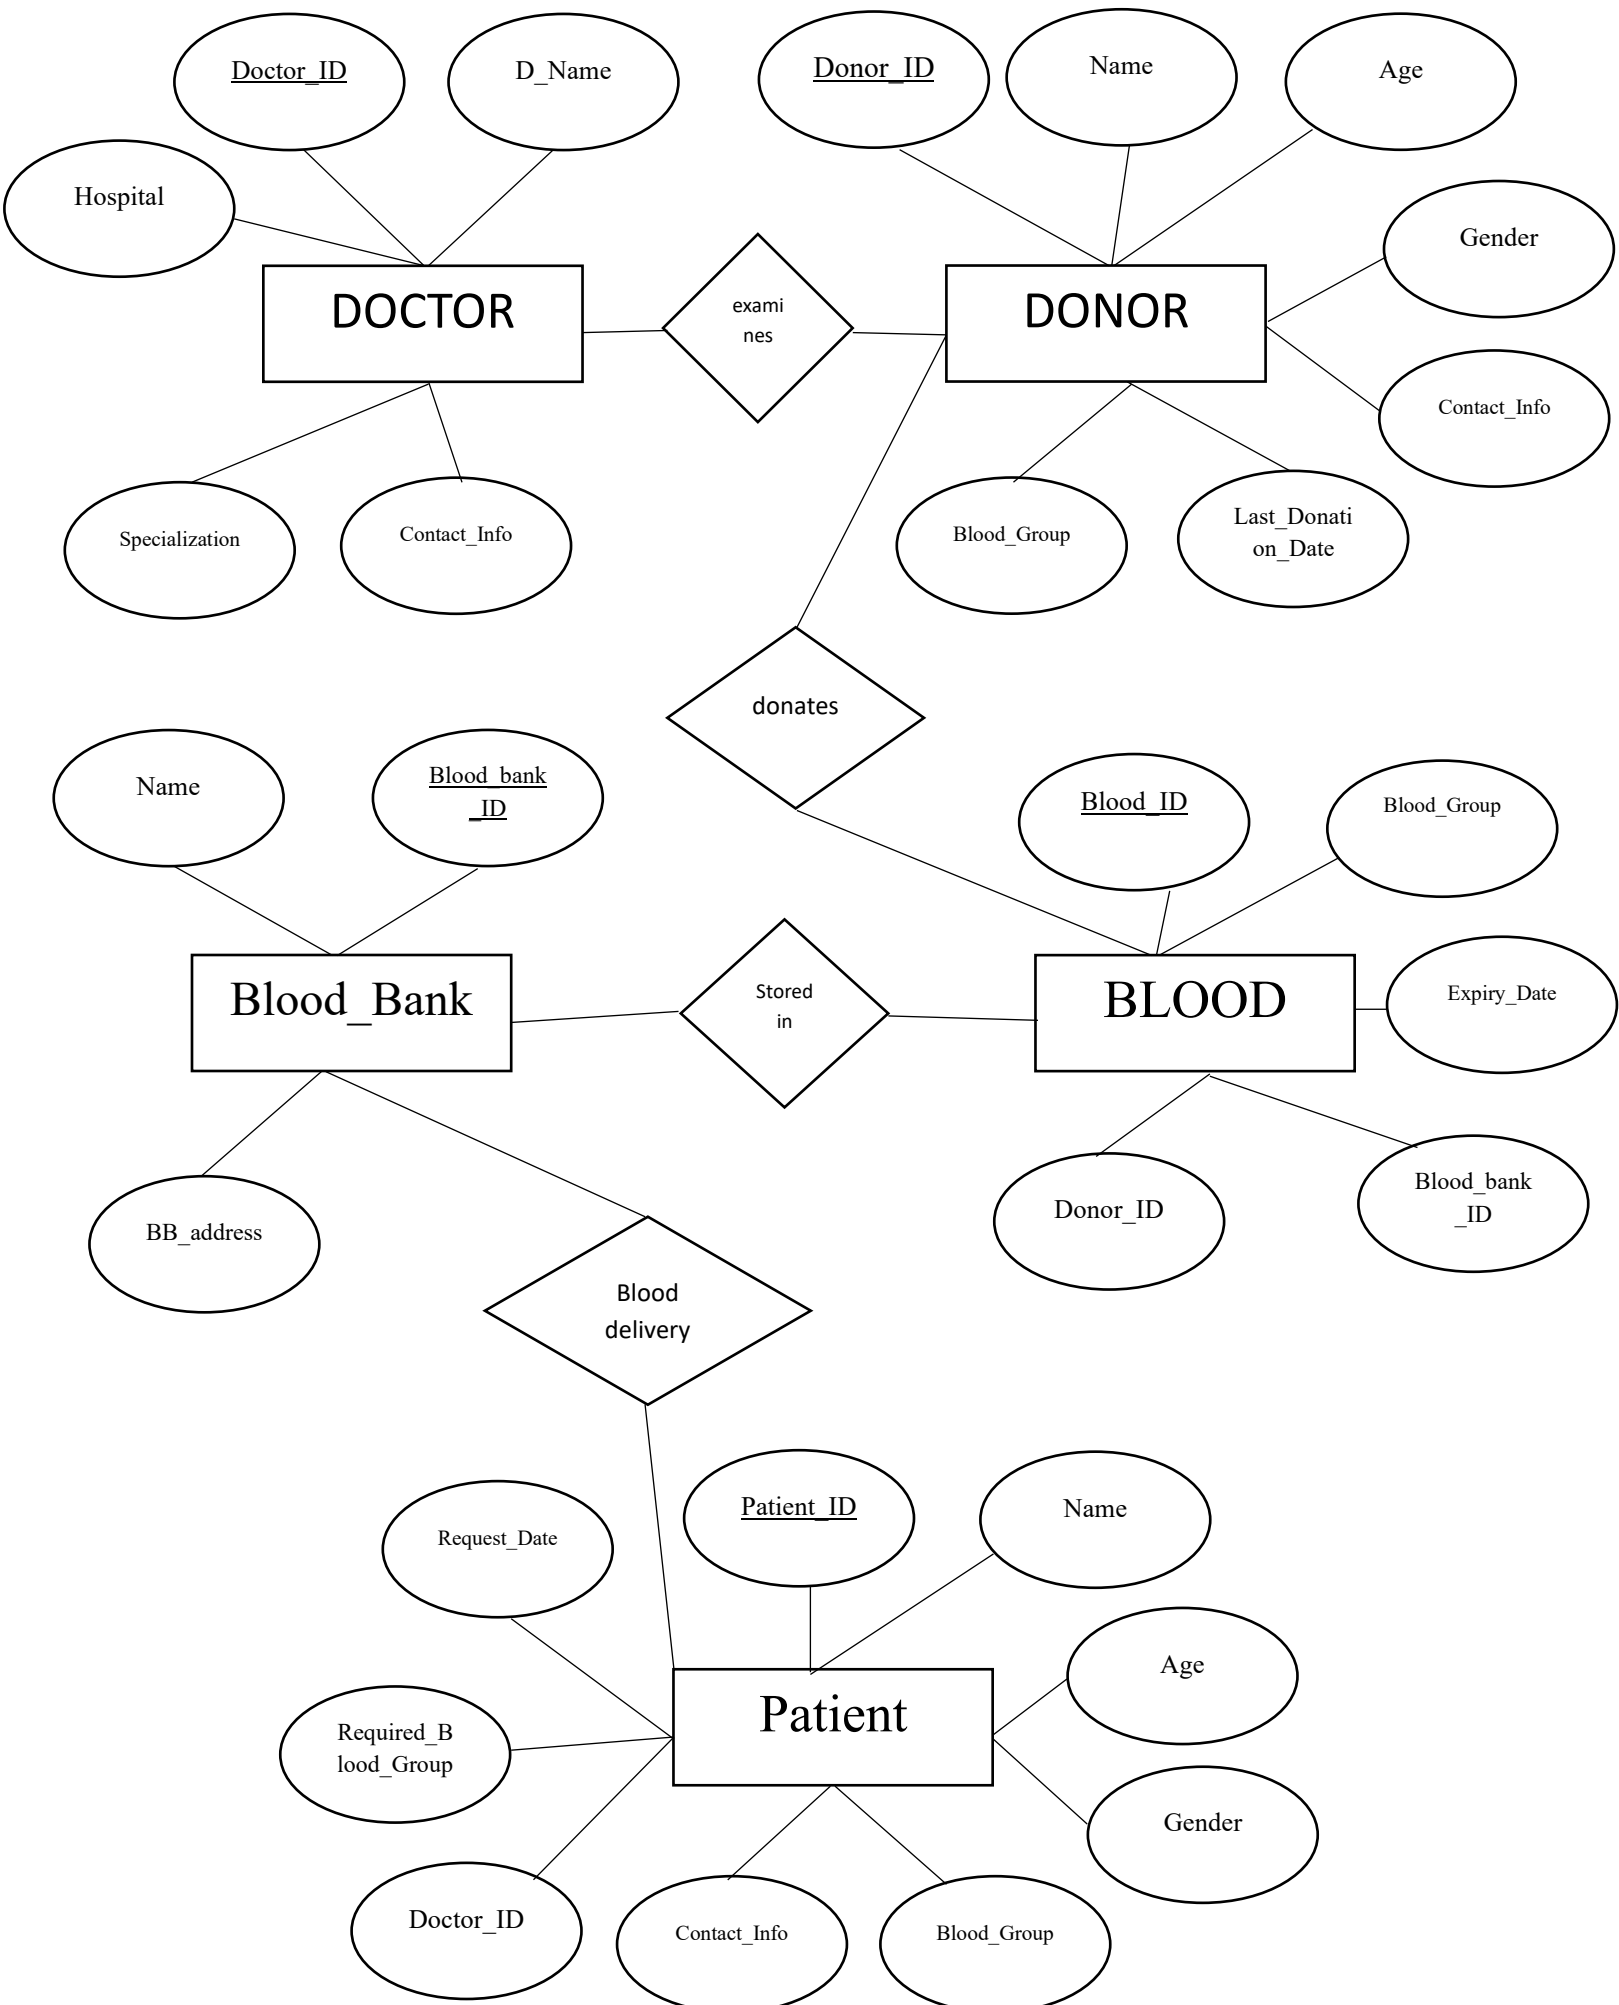 Doctor_ID
D_Name
Donor_ID
Name
Age
Hospital
Gender
DOCTOR
exami
nes
DONOR
Contact_Info
Specialization
Contact_Info
Blood_Group
Last_Donati
on_Date
donates
Name
Blood_bank
_ID
Blood_ID
Blood_Group
Blood_Bank
Stored
in
BLOOD
Expiry_Date
BB_address
Donor_ID
Blood_bank
_ID
Blood
delivery
Request_Date
Patient_ID
Name
Required_B
lood_Group
Patient
Age
Gender
Doctor_ID
Contact_Info
Blood_Group